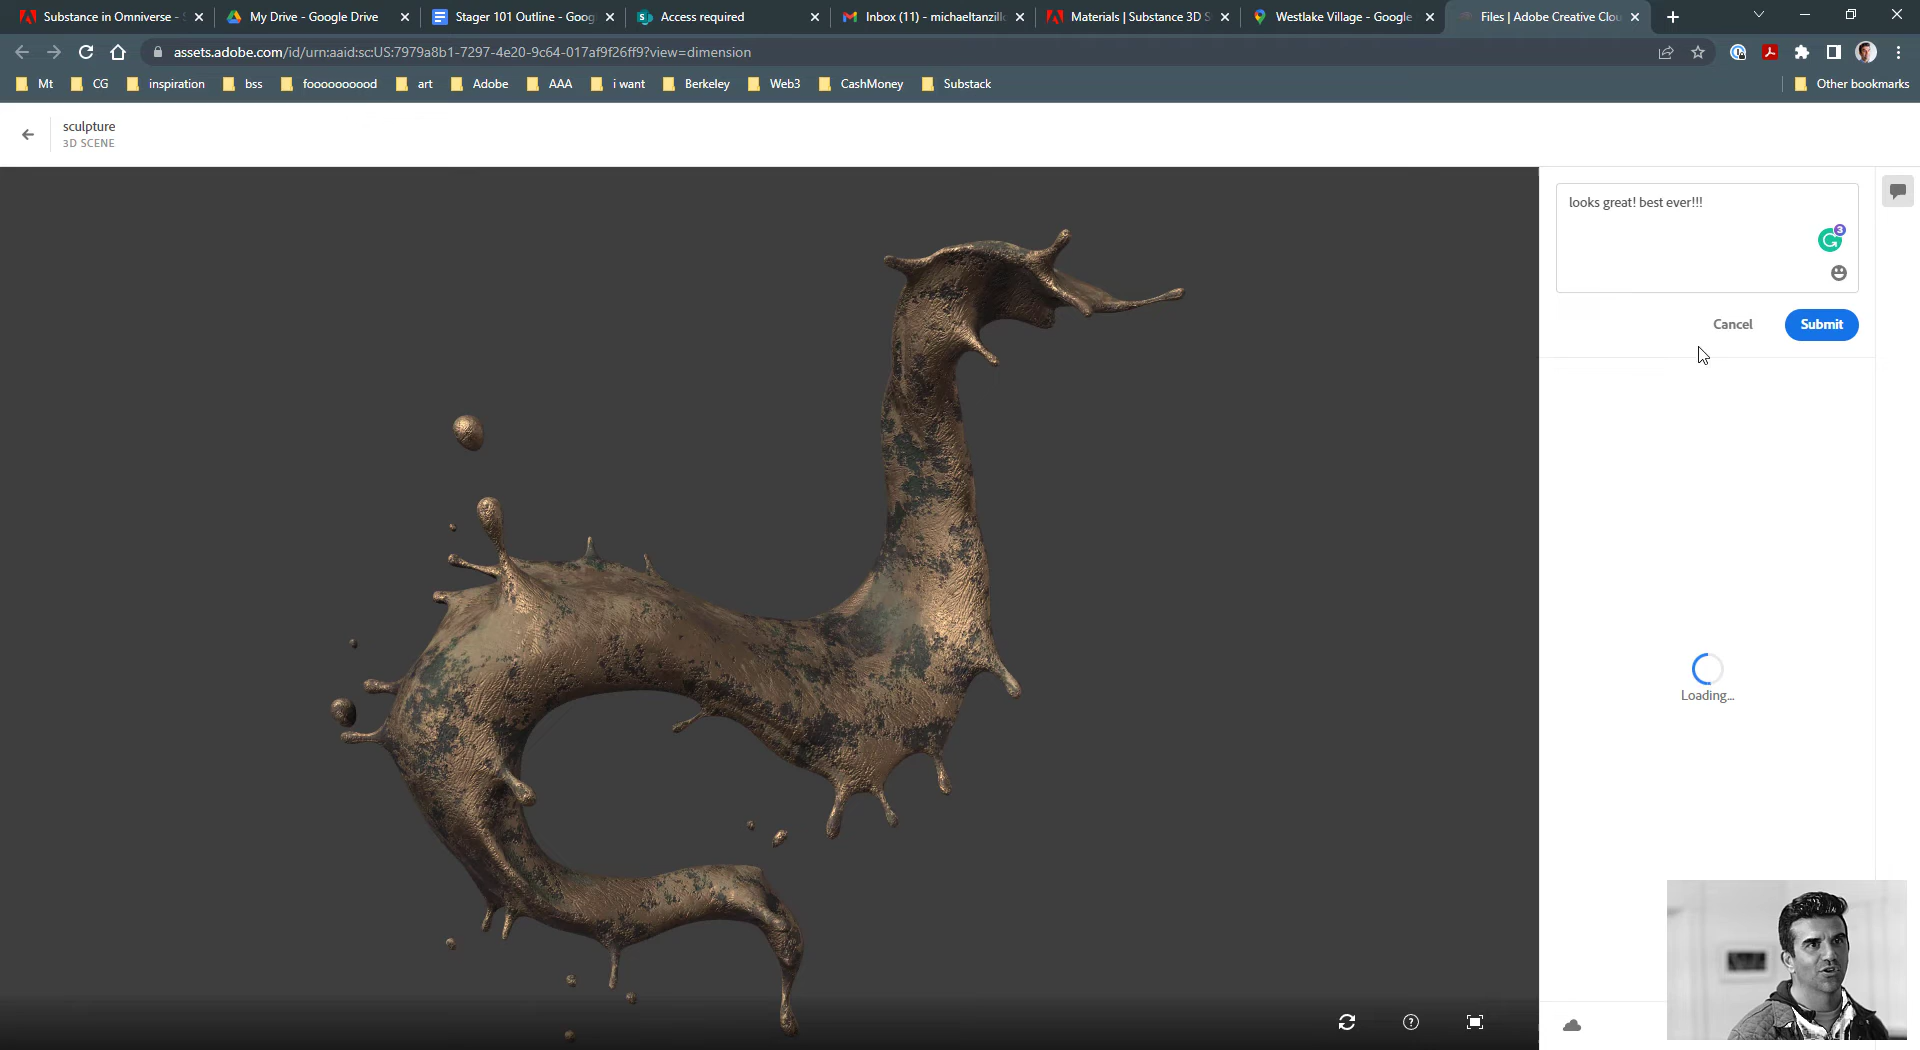 Substance in Omniverse -
My Drive - Google Drive
Stager 101 Outline - Goog
Access required
Inbox (11) - michaeltanzillo
Materials | Substance 3D S
Westlake Village - Google
Files | Adobe Creative Clou
assets.adobe.com/id/urn:aaid:sc:US:7979a8b1-7297-4e20-9c64-017af9f26ff9?view=dimension
Mt
CG
inspiration
bss
foooooooood
art
Adobe
AAA
i want
Berkeley
Web3
CashMoney
Substack
Other bookmarks
sculpture
3D SCENE
looks great! best ever!!!
3
Cancel
Submit
Loading...